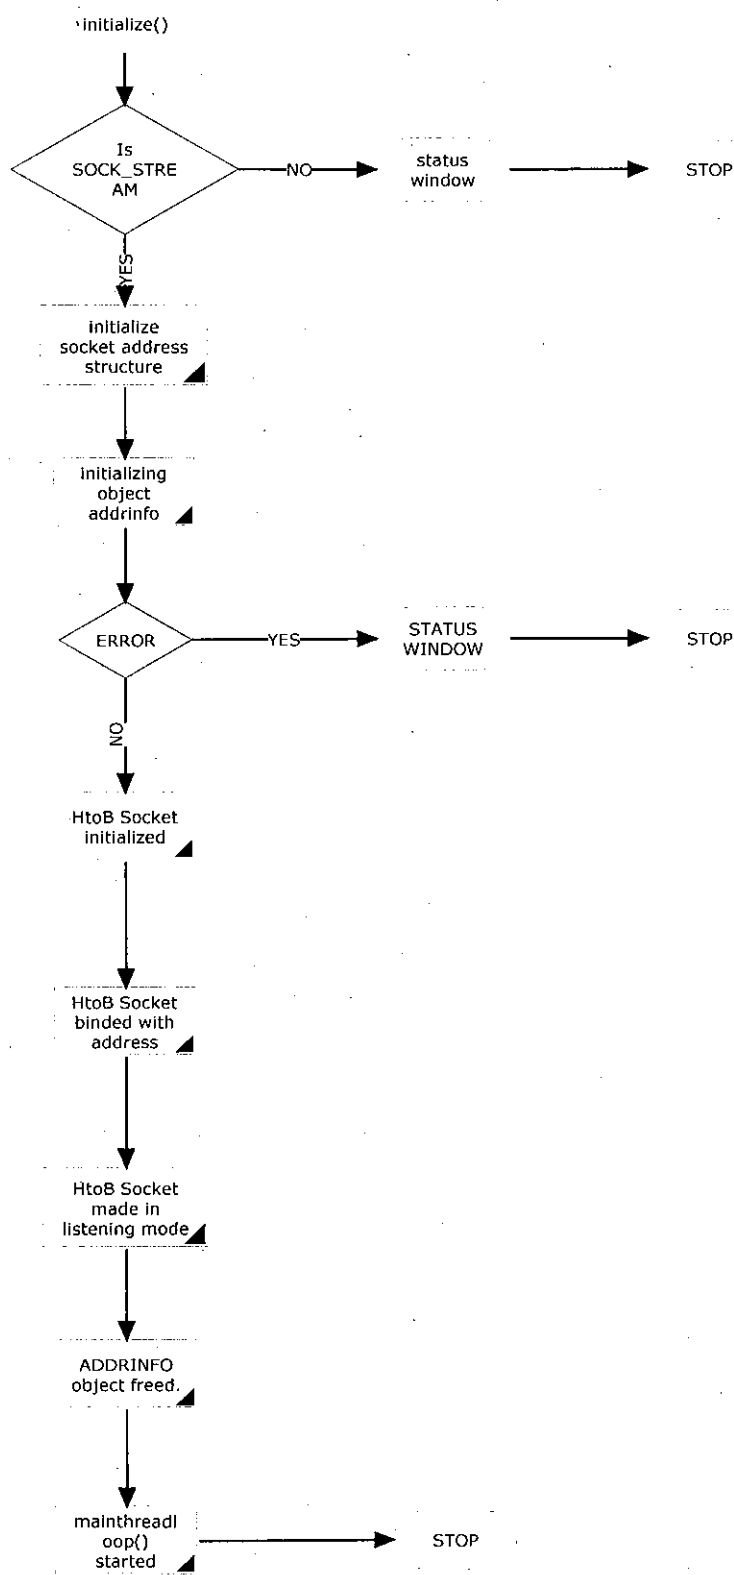 initialize()
Is
SOCK_STRE
AM
NO
status
window
STOP
YES
initialize
socket address
structure
initializing
object
addrinfo
ERROR
YES
STATUS
WINDOW
STOP
NO
HtoB Socket
initialized
HtoB Socket
binded with
address
HtoB Socket
made in
listening mode
ADDRINFO
object freed.
mainthreadl
oop()
started
STOP